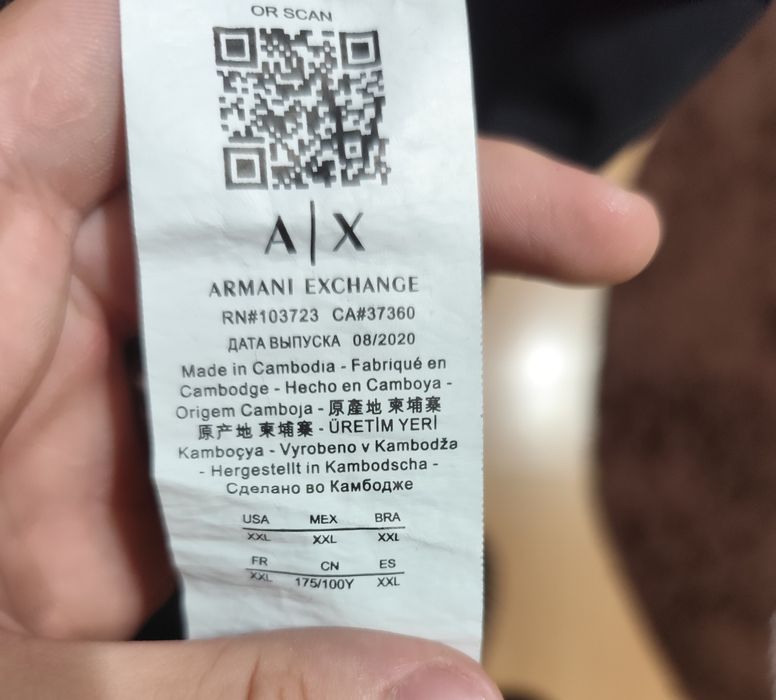 OR SCAN
A|X
ARMANI EXCHANGE
RN#103723 CA#37360
ДАТА ВЫПУСКА 08/2020
Made in Cambodia - Fabriqué en
Cambodge - Hecho en Camboya -
Origem Camboja - 原產地 柬埔寨
原产地 柬埔寨 - ÜRETİM YERİ
Kamboçya - Vyrobeno v Kambodža
- Hergestellt in Kambodscha -
Сделано во Камбодже
USA MEX BRA
XXL XXL XXL
FR CN ES
XXL 175/100Y XXL